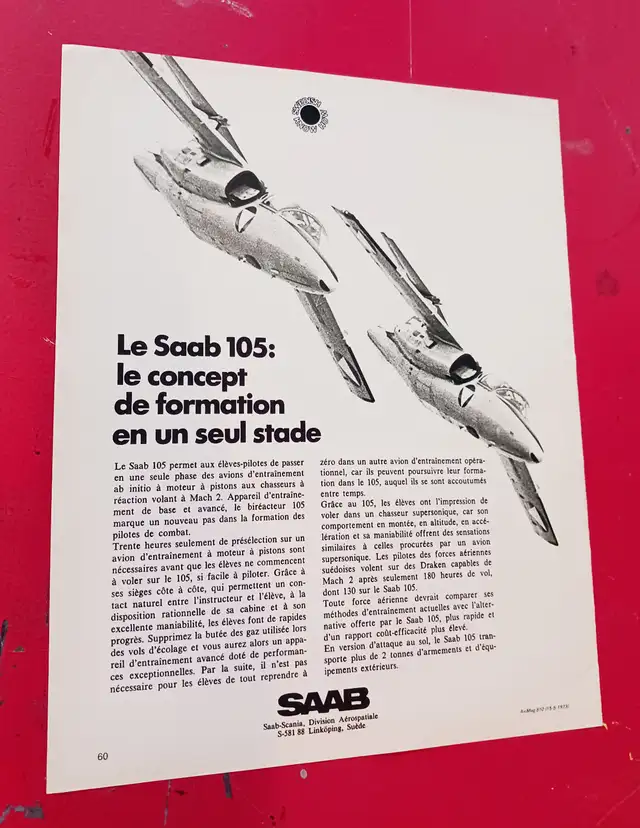 Le Saab 105:
le concept
de formation
en un seul stade
Le Saab 105 permet aux élèves-pilotes de passer
en une seule phase des avions d'entraînement
ab initio à moteur à pistons aux chasseurs à
réaction volant à Mach 2. Appareil d'entraîne-
ment de base et avancé, le biréacteur 105
marque un nouveau pas dans la formation des
pilotes de combat.
Trente heures seulement de présélection sur un
avion d'entraînement à moteur à pistons sont
nécessaires avant que les élèves ne commencent
à voler sur le 105, si facile à piloter. Grâce à
ses sièges côte à côte, qui permettent un con-
tact naturel entre l'instructeur et l'élève, à la
disposition rationnelle de sa cabine et à son
excellente maniabilité, les élèves font de rapides
progrès. Supprimez la butée des gaz utilisée lors
des vols d'écolage et vous aurez alors un appa-
reil d'entraînement avancé doté de performan-
ces exceptionnelles. Par la suite, il n'est pas
nécessaire pour les élèves de tout reprendre à
zéro dans un autre avion d'entraînement opéra-
tionnel, car ils peuvent poursuivre leur forma-
tion dans le 105, auquel ils se sont accoutumés
entre temps.
Grâce au 105, les élèves ont l'impression de
voler dans un chasseur supersonique, car son
comportement en montée, en altitude, en accé-
lération et sa maniabilité offrent des sensations
similaires à celles procurées par un avion
supersonique. Les pilotes des forces aériennes
suédoises volent sur des Draken capables de
Mach 2 après seulement 180 heures de vol,
dont 130 sur le Saab 105.
Toute force aérienne devrait comparer ses
méthodes d'entraînement actuelles avec l'alter-
native offerte par le Saab 105, plus rapide et
d'un rapport coût-efficacité plus élevé.
En version d'attaque au sol, le Saab 105 tran-
sporte plus de 2 tonnes d'armements et d'équ-
ipements extérieurs.
SAAB
Saab-Scania, Division Aérospatiale
S-581 88 Linköping, Suède
60